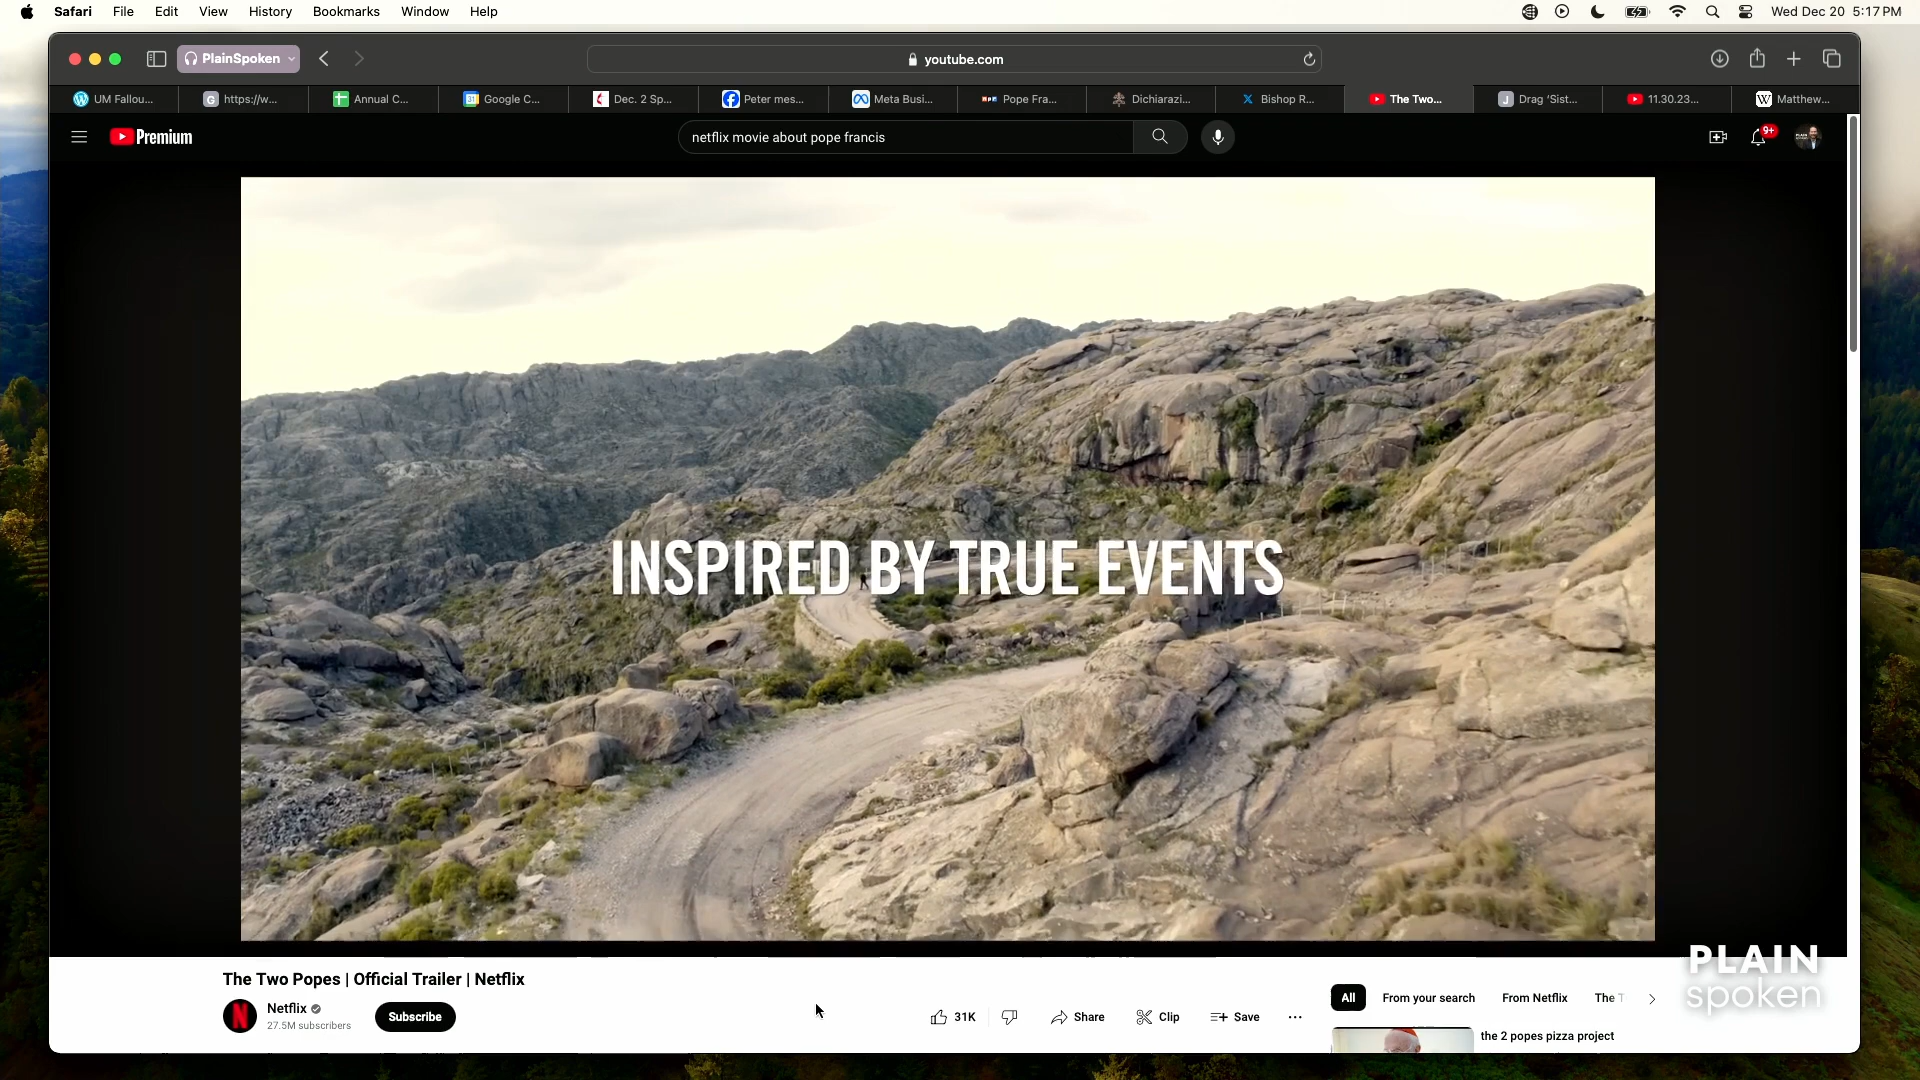 Safari File Edit View History Bookmarks Window Help Wed Dec 20 5:17 PM
PlainSpoken youtube.com
UM Fallou... https://w... Annual C... Google C... Dec. 2 Sp... Peter mes... Meta Busi... Pope Fra... Dichiarazi... Bishop R... The Two... Drag ‘Sist... 11.30.23... Matthew...
Premium netflix movie about pope francis 9+
INSPIRED BY TRUE EVENTS
PLAIN
spoken
The Two Popes | Official Trailer | Netflix
Netflix
27.5M subscribers
Subscribe 31K Share Clip Save
All From your search From Netflix The
the 2 popes pizza project